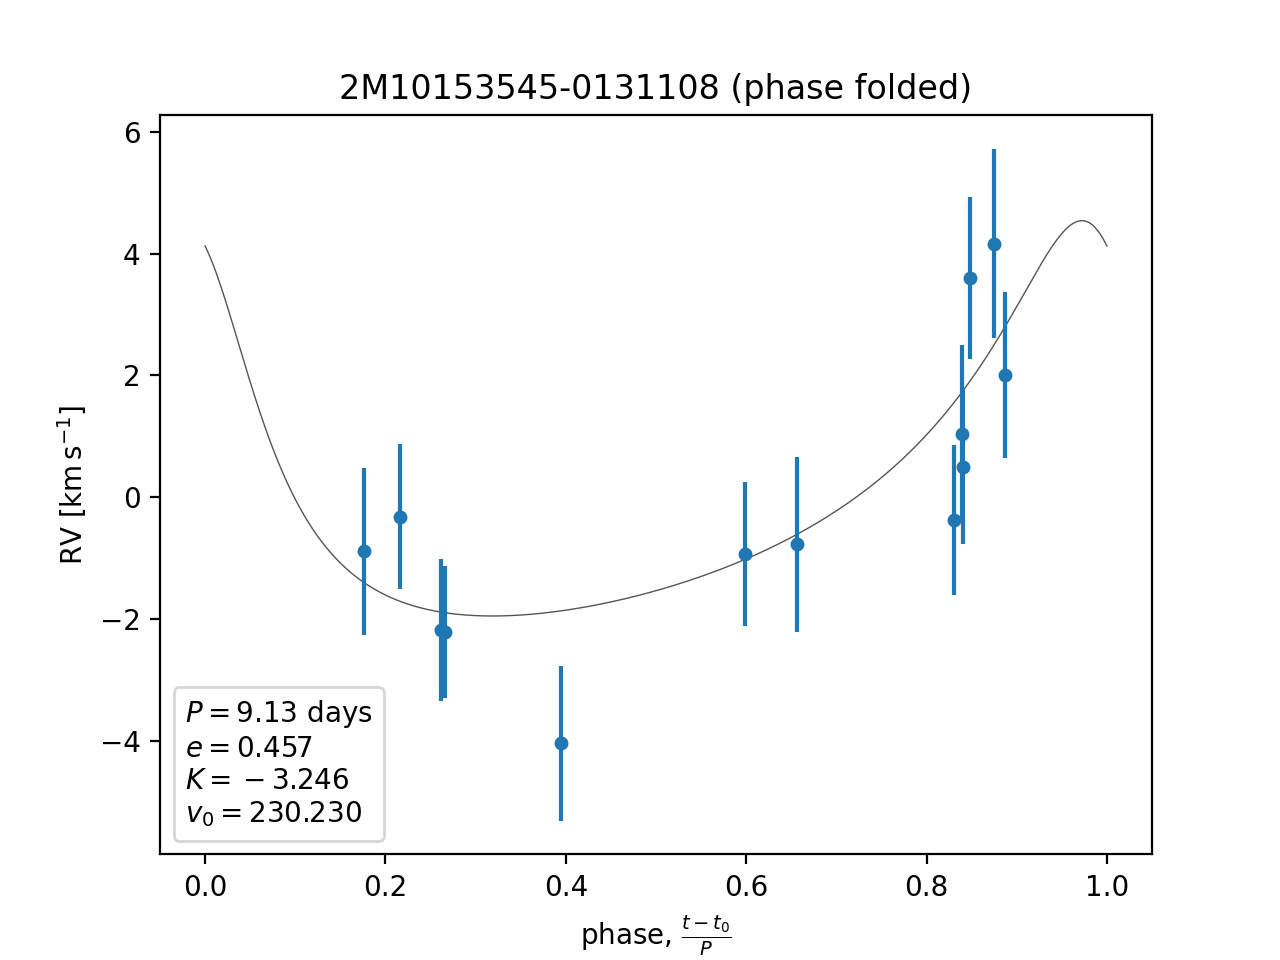 2M10153545-0131108 (phase folded)
RV [km s⁻¹]
6
4
2
0
−2
−4
P = 9.13 days
e = 0.457
K = −3.246
v₀ = 230.230
0.0 0.2 0.4 0.6 0.8 1.0
phase, (t − t₀)/P